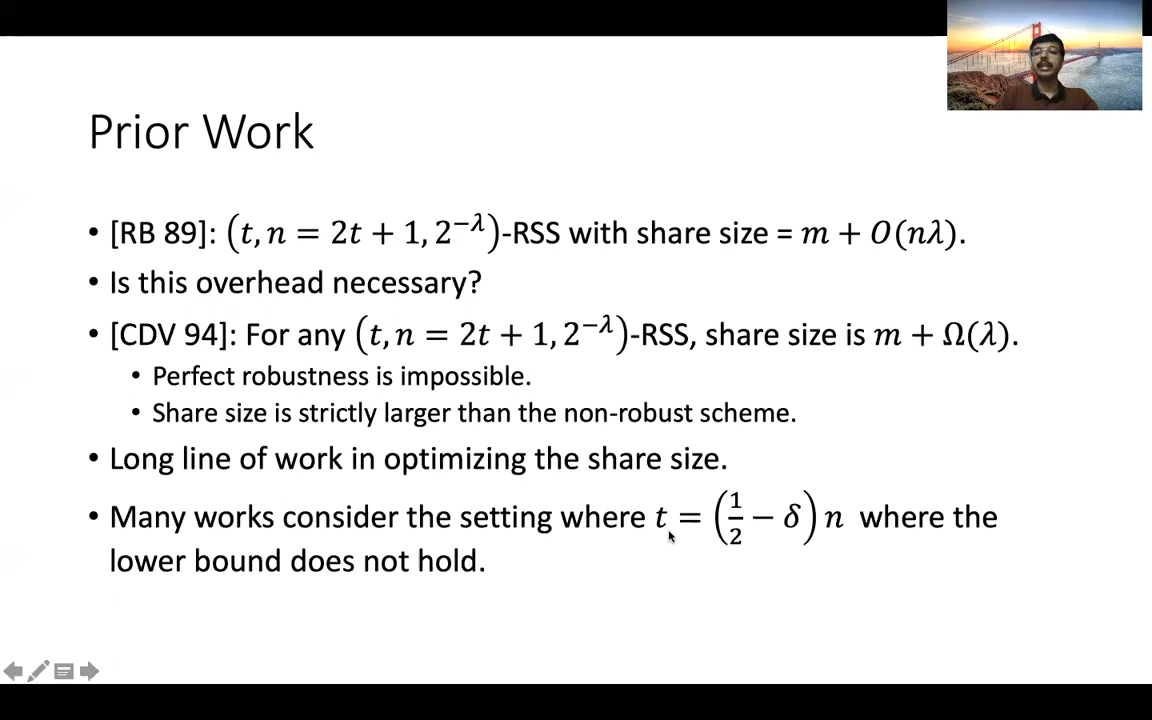 Prior Work
• [RB 89]: (t, n = 2t + 1, 2^{−λ})-RSS with share size = m + O(nλ).
• Is this overhead necessary?
• [CDV 94]: For any (t, n = 2t + 1, 2^{−λ})-RSS, share size is m + Ω(λ).
• Perfect robustness is impossible.
• Share size is strictly larger than the non-robust scheme.
• Long line of work in optimizing the share size.
• Many works consider the setting where t = (1/2 − δ) n where the
lower bound does not hold.